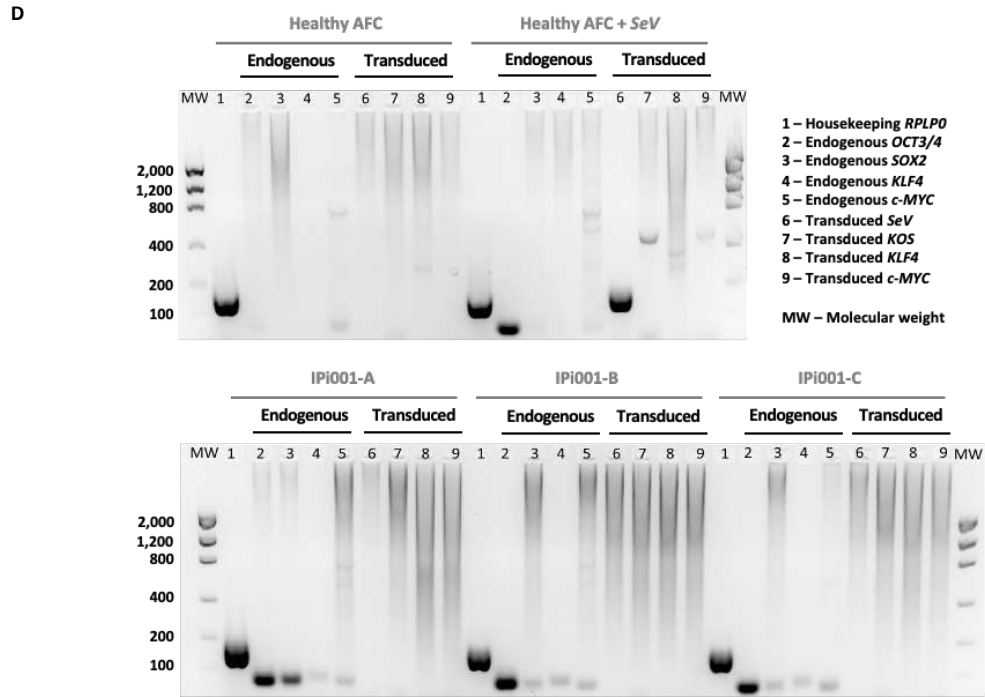 D
Healthy AFC Healthy AFC + SeV
Endogenous Transduced Endogenous Transduced
MW 1 2 3 4 5 6 7 8 9 1 2 3 4 5 6 7 8 9 MW
2,000
1,200
800
400
200
100
1 – Housekeeping RPLP0
2 – Endogenous OCT3/4
3 – Endogenous SOX2
4 – Endogenous KLF4
5 – Endogenous c-MYC
6 – Transduced SeV
7 – Transduced KOS
8 – Transduced KLF4
9 – Transduced c-MYC
MW – Molecular weight
IPi001-A IPi001-B IPi001-C
Endogenous Transduced Endogenous Transduced Endogenous Transduced
MW 1 2 3 4 5 6 7 8 9 1 2 3 4 5 6 7 8 9 1 2 3 4 5 6 7 8 9 MW
2,000
1,200
800
400
200
100